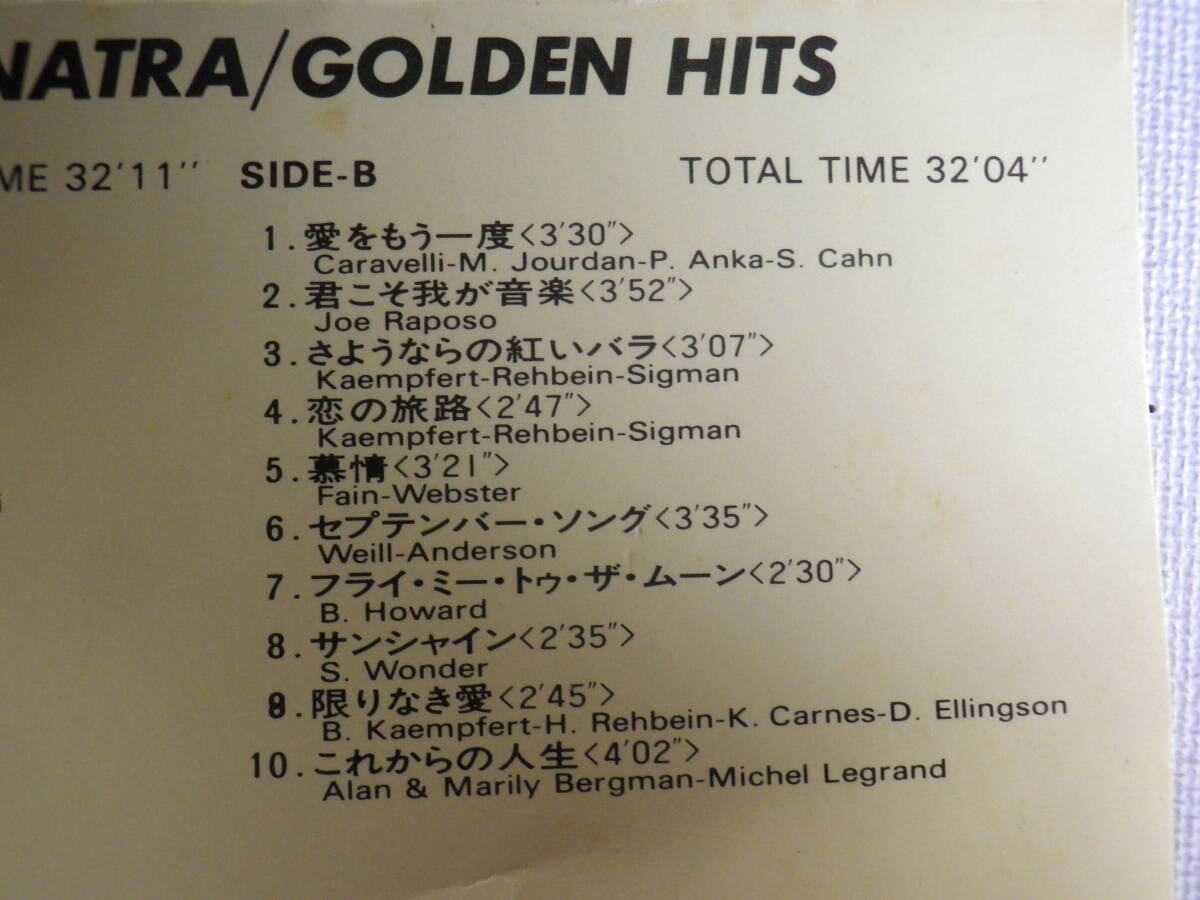 NATRA/GOLDEN HITS
ME 32'11" SIDE-B TOTAL TIME 32'04"
1.愛をもう一度<3'30">
Caravelli-M. Jourdan-P. Anka-S. Cahn
2.君こそ我が音楽<3'52">
Joe Raposo
3.さようならの紅いバラ<3'07">
Kaempfert-Rehbein-Sigman
4.恋の旅路<2'47">
Kaempfert-Rehbein-Sigman
5.慕情<3'21">
Fain-Webster
6.セプテンバー・ソング<3'35">
Weill-Anderson
7.フライ・ミー・トゥ・ザ・ムーン<2'30">
B. Howard
8.サンシャイン<2'35">
S. Wonder
9.限りなき愛<2'45">
B. Kaempfert-H. Rehbein-K. Carnes-D. Ellingson
10.これからの人生<4'02">
Alan & Marily Bergman-Michel Legrand